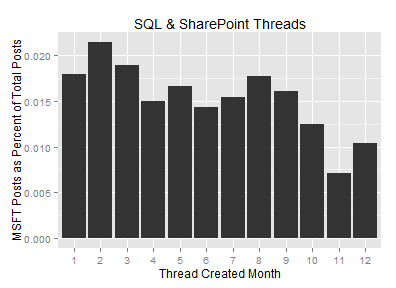 SQL & SharePoint Threads
MSFT Posts as Percent of Total Posts
0.020
0.015
0.010
0.005
0.000
1 2 3 4 5 6 7 8 9 10 11 12
Thread Created Month